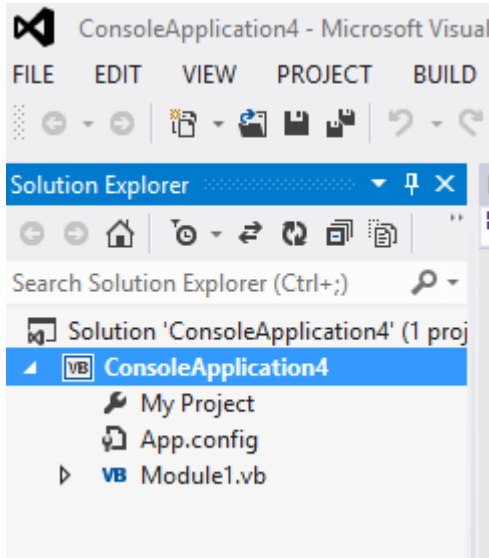 ConsoleApplication4 - Microsoft Visual
FILE EDIT VIEW PROJECT BUILD
Solution Explorer
Search Solution Explorer (Ctrl+;)
Solution 'ConsoleApplication4' (1 proj
VB ConsoleApplication4
My Project
App.config
VB Module1.vb